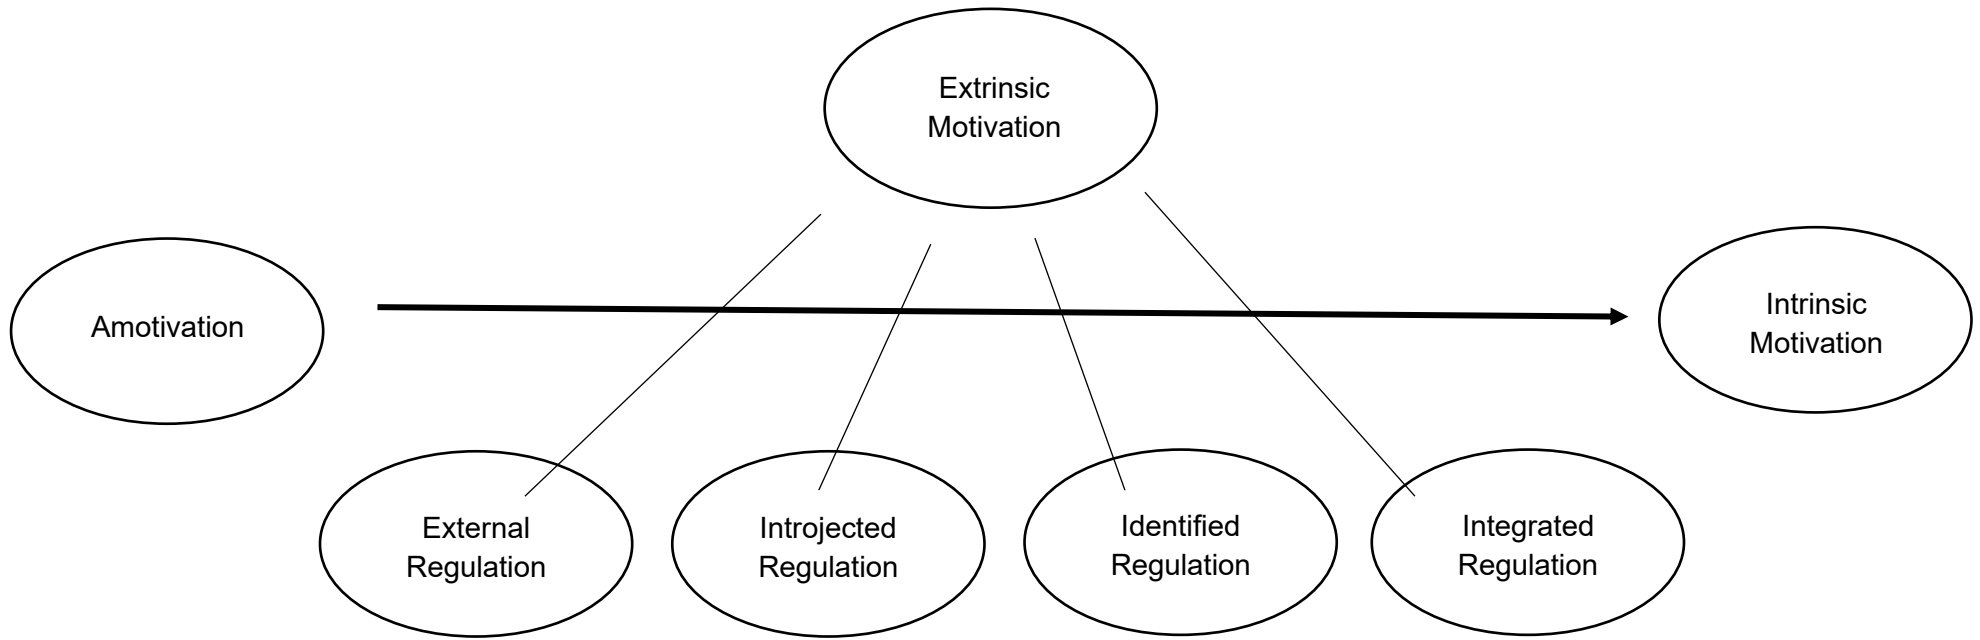 Extrinsic
Motivation
Amotivation
Intrinsic
Motivation
External
Regulation
Introjected
Regulation
Identified
Regulation
Integrated
Regulation